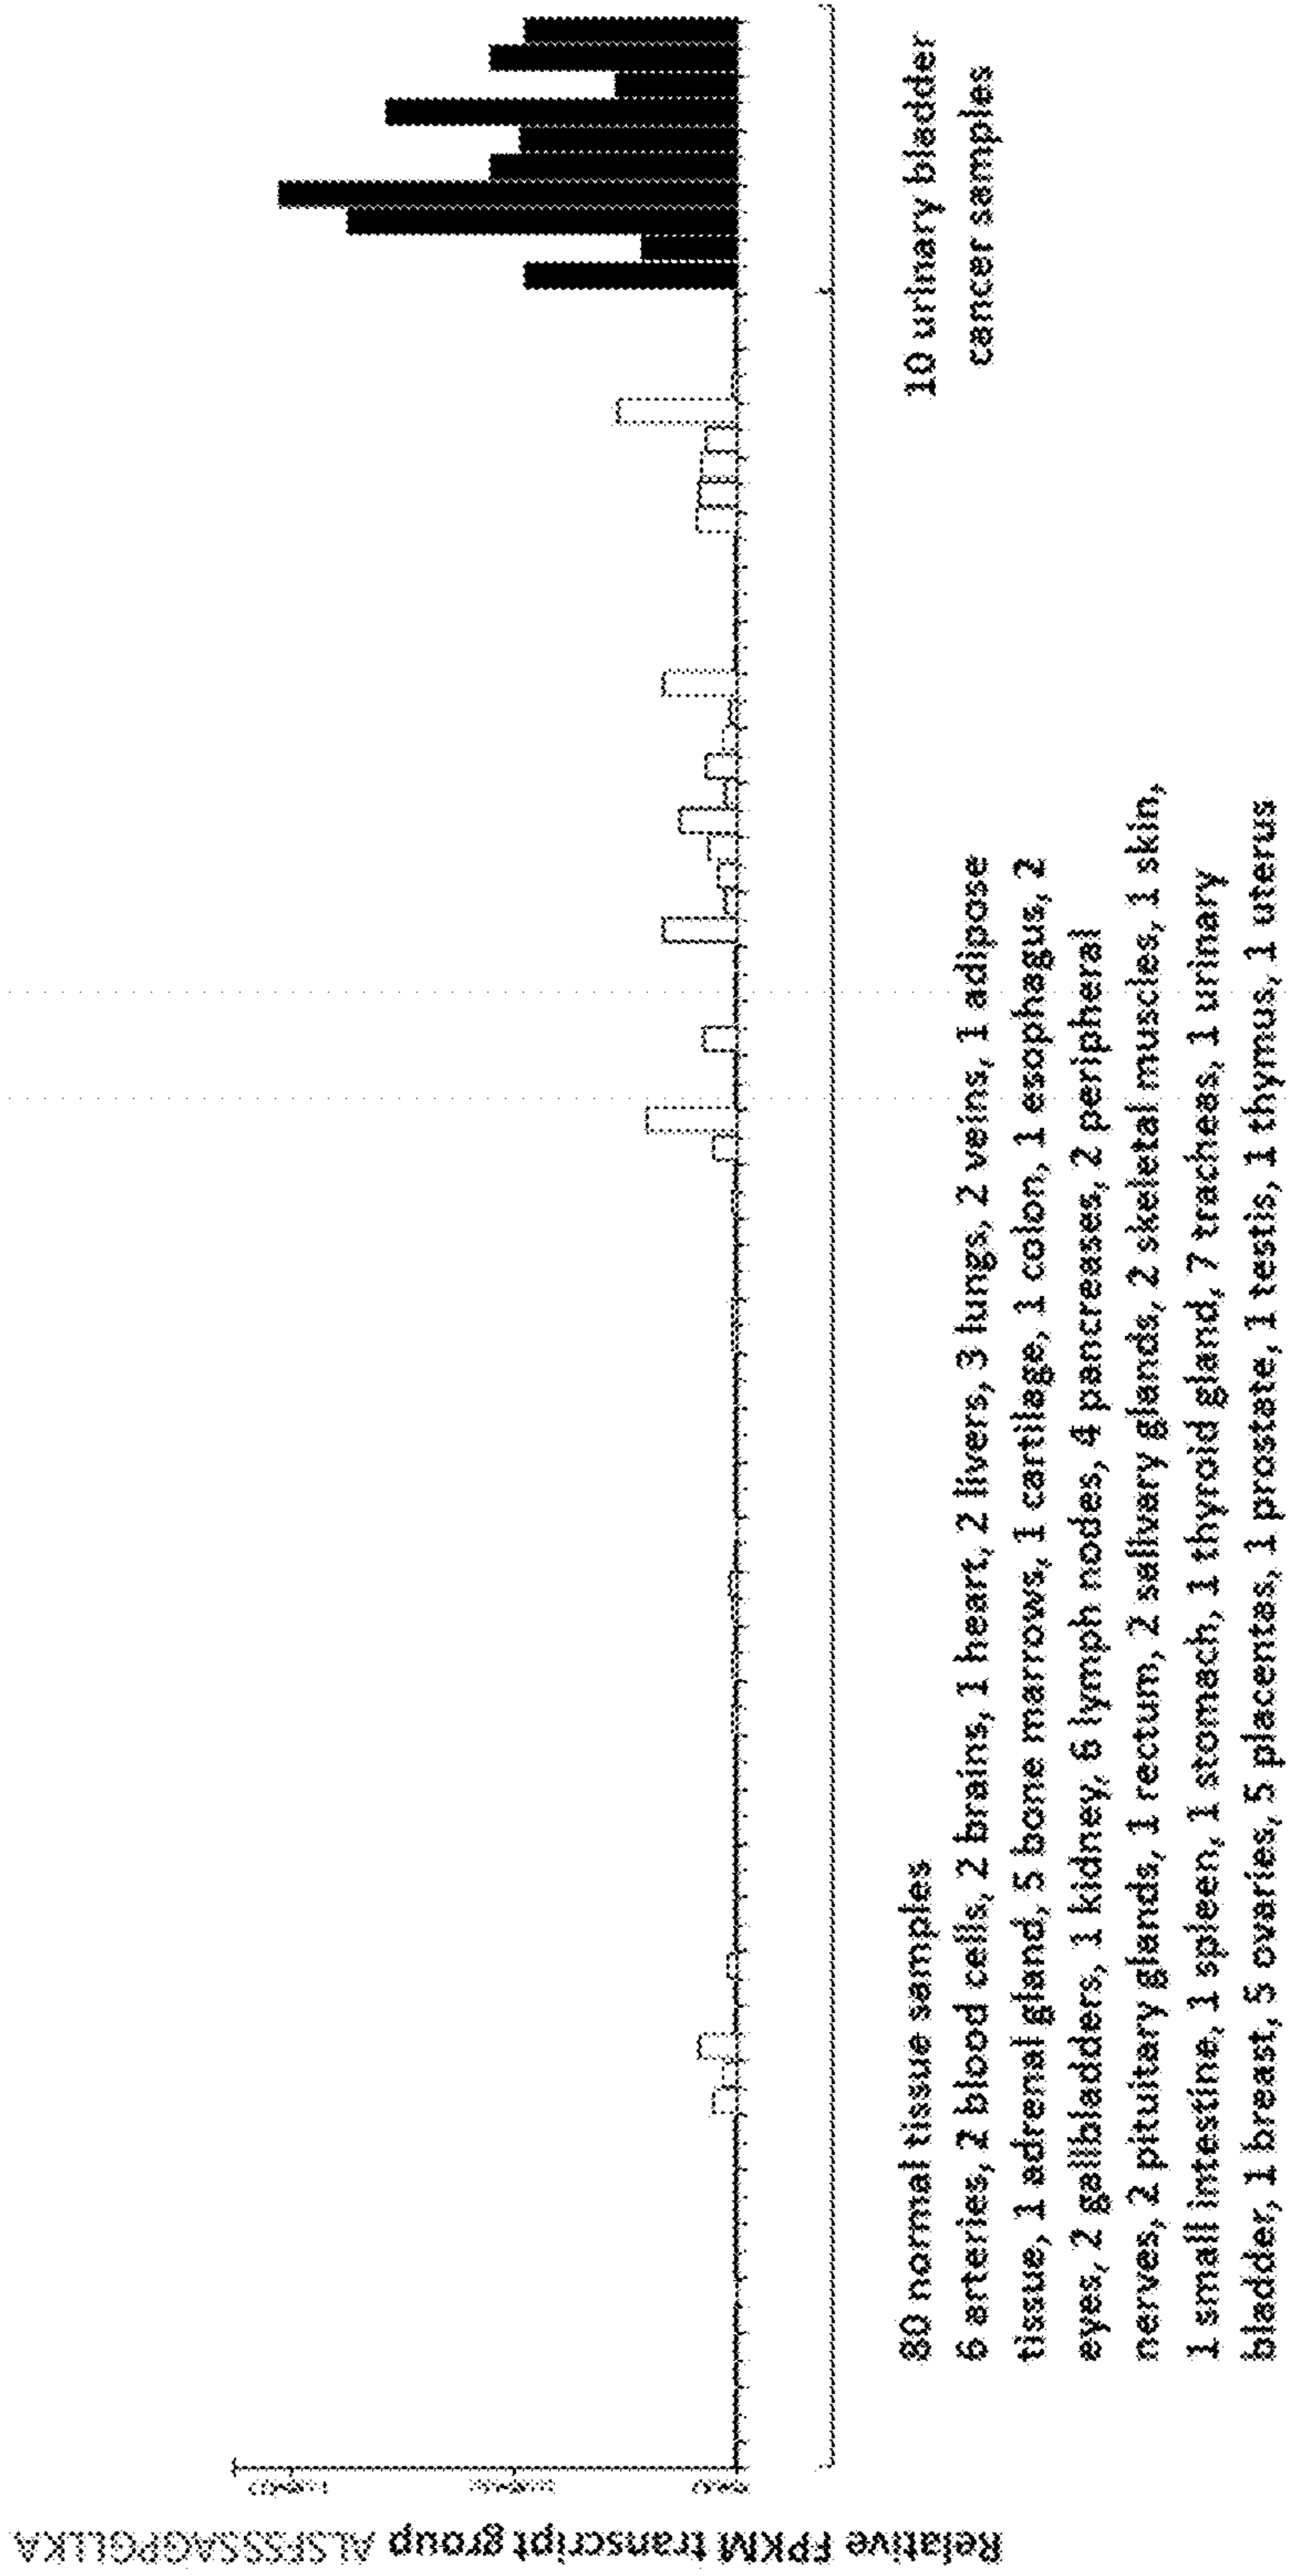 Relative FPKM transcript group ALSFSSSAGPGLLKA
80 normal tissue samples
6 arteries, 2 blood cells, 2 brains, 1 heart, 2 livers, 3 lungs, 2 veins, 1 adipose
tissue, 1 adrenal gland, 5 bone marrows, 1 cartilage, 1 colon, 1 esophagus, 2
eyes, 2 gallbladders, 1 kidney, 6 lymph nodes, 4 pancreases, 2 peripheral
nerves, 2 pituitary glands, 1 rectum, 2 salivary glands, 2 skeletal muscles, 1 skin,
1 small intestine, 1 spleen, 1 stomach, 1 thyroid gland, 7 tracheas, 1 urinary
bladder, 1 breast, 5 ovaries, 5 placentas, 1 prostate, 1 testis, 1 thymus, 1 uterus
10 urinary bladder
cancer samples